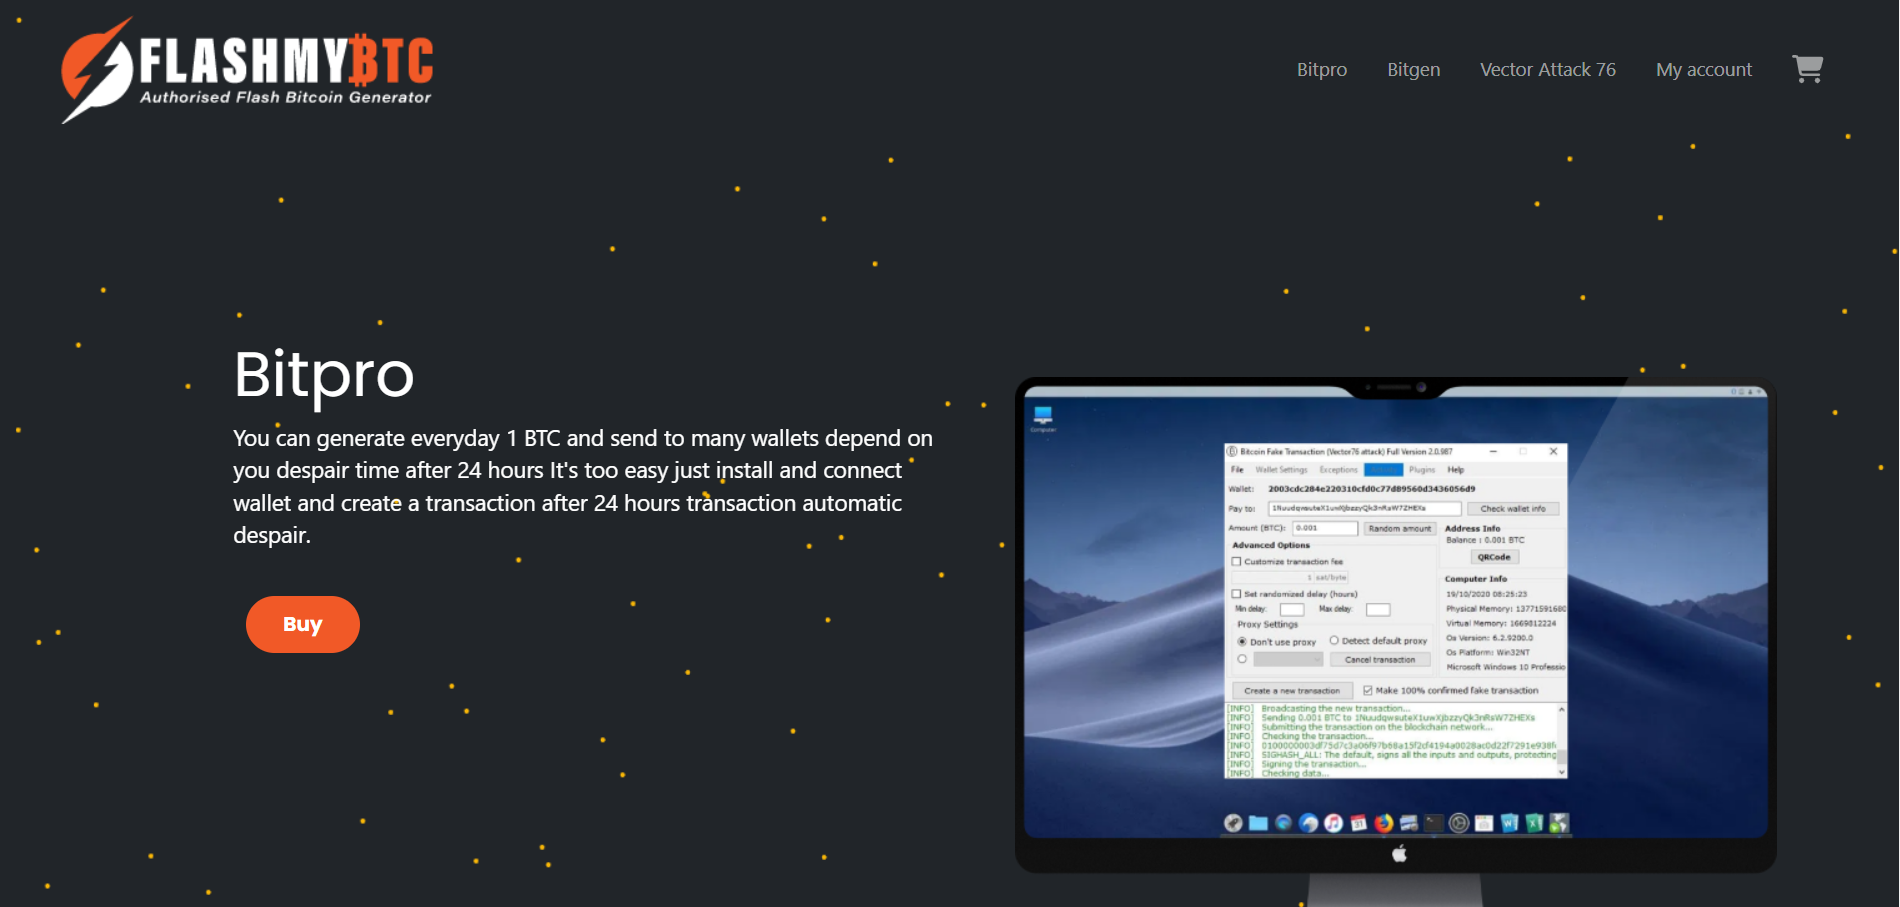 FLASHMYBTC
Authorised Flash Bitcoin Generator
Bitpro
Bitgen
Vector Attack 76
My account
Bitpro
You can generate everyday 1 BTC and send to many wallets depend on
you despair time after 24 hours It's too easy just install and connect
wallet and create a transaction after 24 hours transaction automatic
despair.
Buy
Computer
Bitcoin Fake Transaction (Vector76 attack) Full Version 2.0.987
File Wallet Settings Exceptions Plugins Help
Wallet: 2003cdc284e220310cfd0c77d89560d3436056d9
Pay to: 1NuudqwsuteX1uwXjbzzyQk3nRsW7ZHEXs Check wallet info
Amount (BTC): 0.001 Random amount
Address Info
Balance : 0.001 BTC
QRCode
Advanced Options
Customize transaction fee
1 sat/byte
Set randomized delay (hours)
Min delay: Max delay:
Proxy Settings
Don't use proxy Detect default proxy
Cancel transaction
Computer Info
19/10/2020 08:25:23
Physical Memory: 13771591680
Virtual Memory: 1669812224
Os Version: 6.2.9200.0
Os Platform: Win32NT
Microsoft Windows 10 Professio
Create a new transaction Make 100% confirmed fake transaction
[INFO] Broadcasting the new transaction...
[INFO] Sending 0.001 BTC to 1NuudqwsuteX1uwXjbzzyQk3nRsW7ZHEXs
[INFO] Submitting the transaction on the blockchain network...
[INFO] Checking the transaction...
[INFO]
[INFO] SIGHASH_ALL: The default, signs all the inputs and outputs, protecting
[INFO] Signing the transaction...
[INFO] Checking data...
31